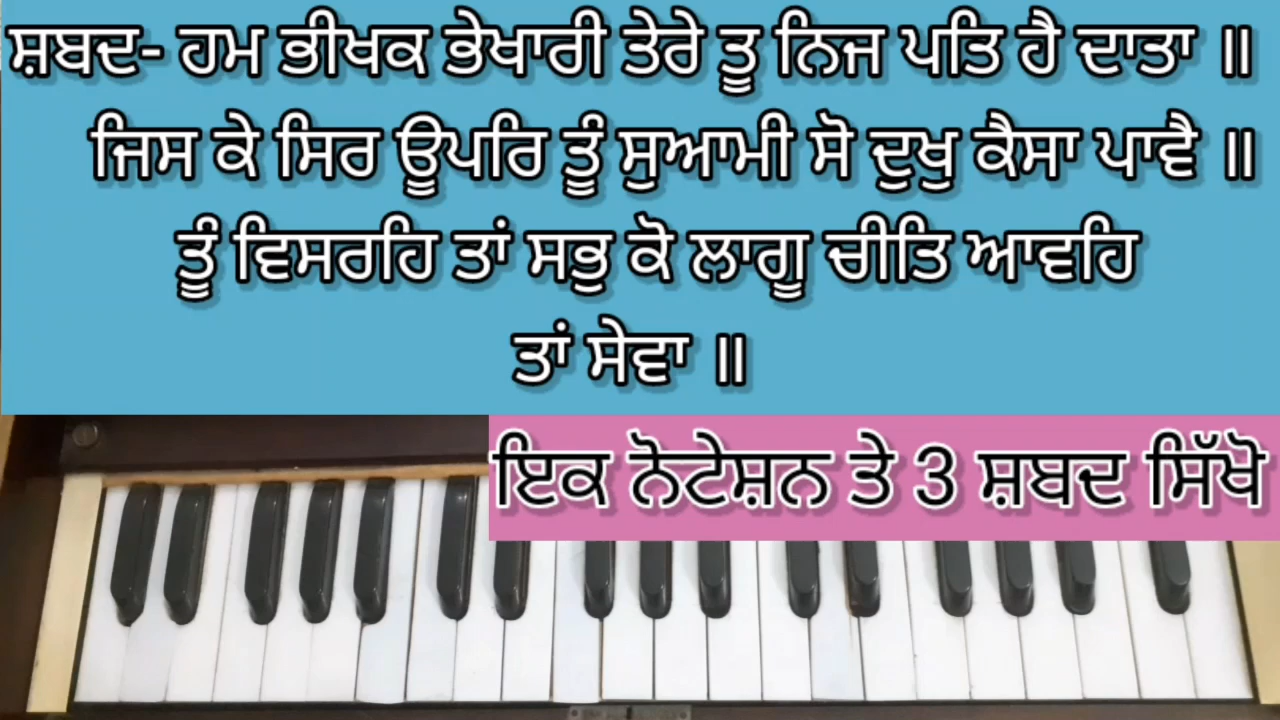 ਸ਼ਬਦ- ਹਮ ਭੀਖਕ ਭੇਖਾਰੀ ਤੇਰੇ ਤੂ ਨਿਜ ਪਤਿ ਹੈ ਦਾਤਾ ॥
ਜਿਸ ਕੇ ਸਿਰ ਊਪਰਿ ਤੂੰ ਸੁਆਮੀ ਸੋ ਦੁਖੁ ਕੈਸਾ ਪਾਵੈ ॥
ਤੂੰ ਵਿਸਰਹਿ ਤਾਂ ਸਭੁ ਕੋ ਲਾਗੂ ਚੀਤਿ ਆਵਹਿ
ਤਾਂ ਸੇਵਾ ॥
ਇਕ ਨੋਟੇਸ਼ਨ ਤੇ 3 ਸ਼ਬਦ ਸਿੱਖੋ